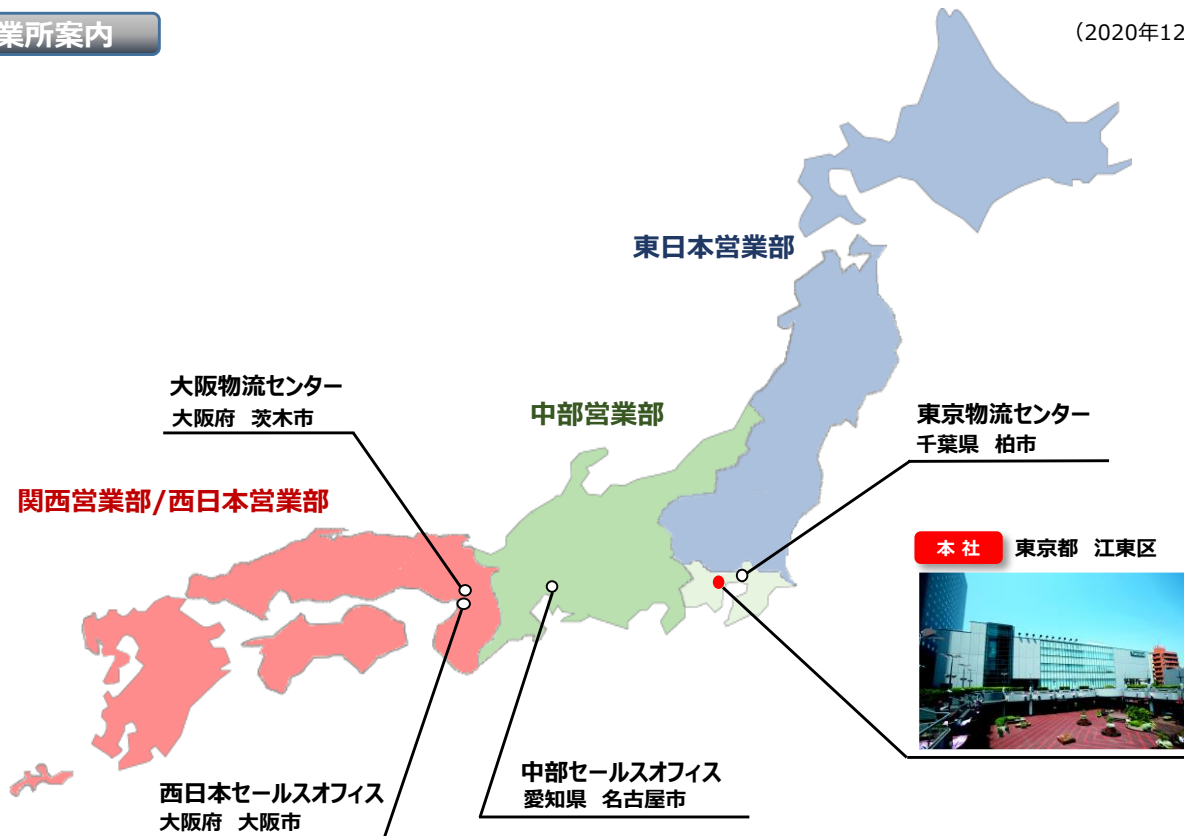 業所案内
（2020年12
東日本営業部
大阪物流センター
大阪府 茨木市
中部営業部
東京物流センター
千葉県 柏市
関西営業部/西日本営業部
本 社 東京都 江東区
中部セールスオフィス
愛知県 名古屋市
西日本セールスオフィス
大阪府 大阪市